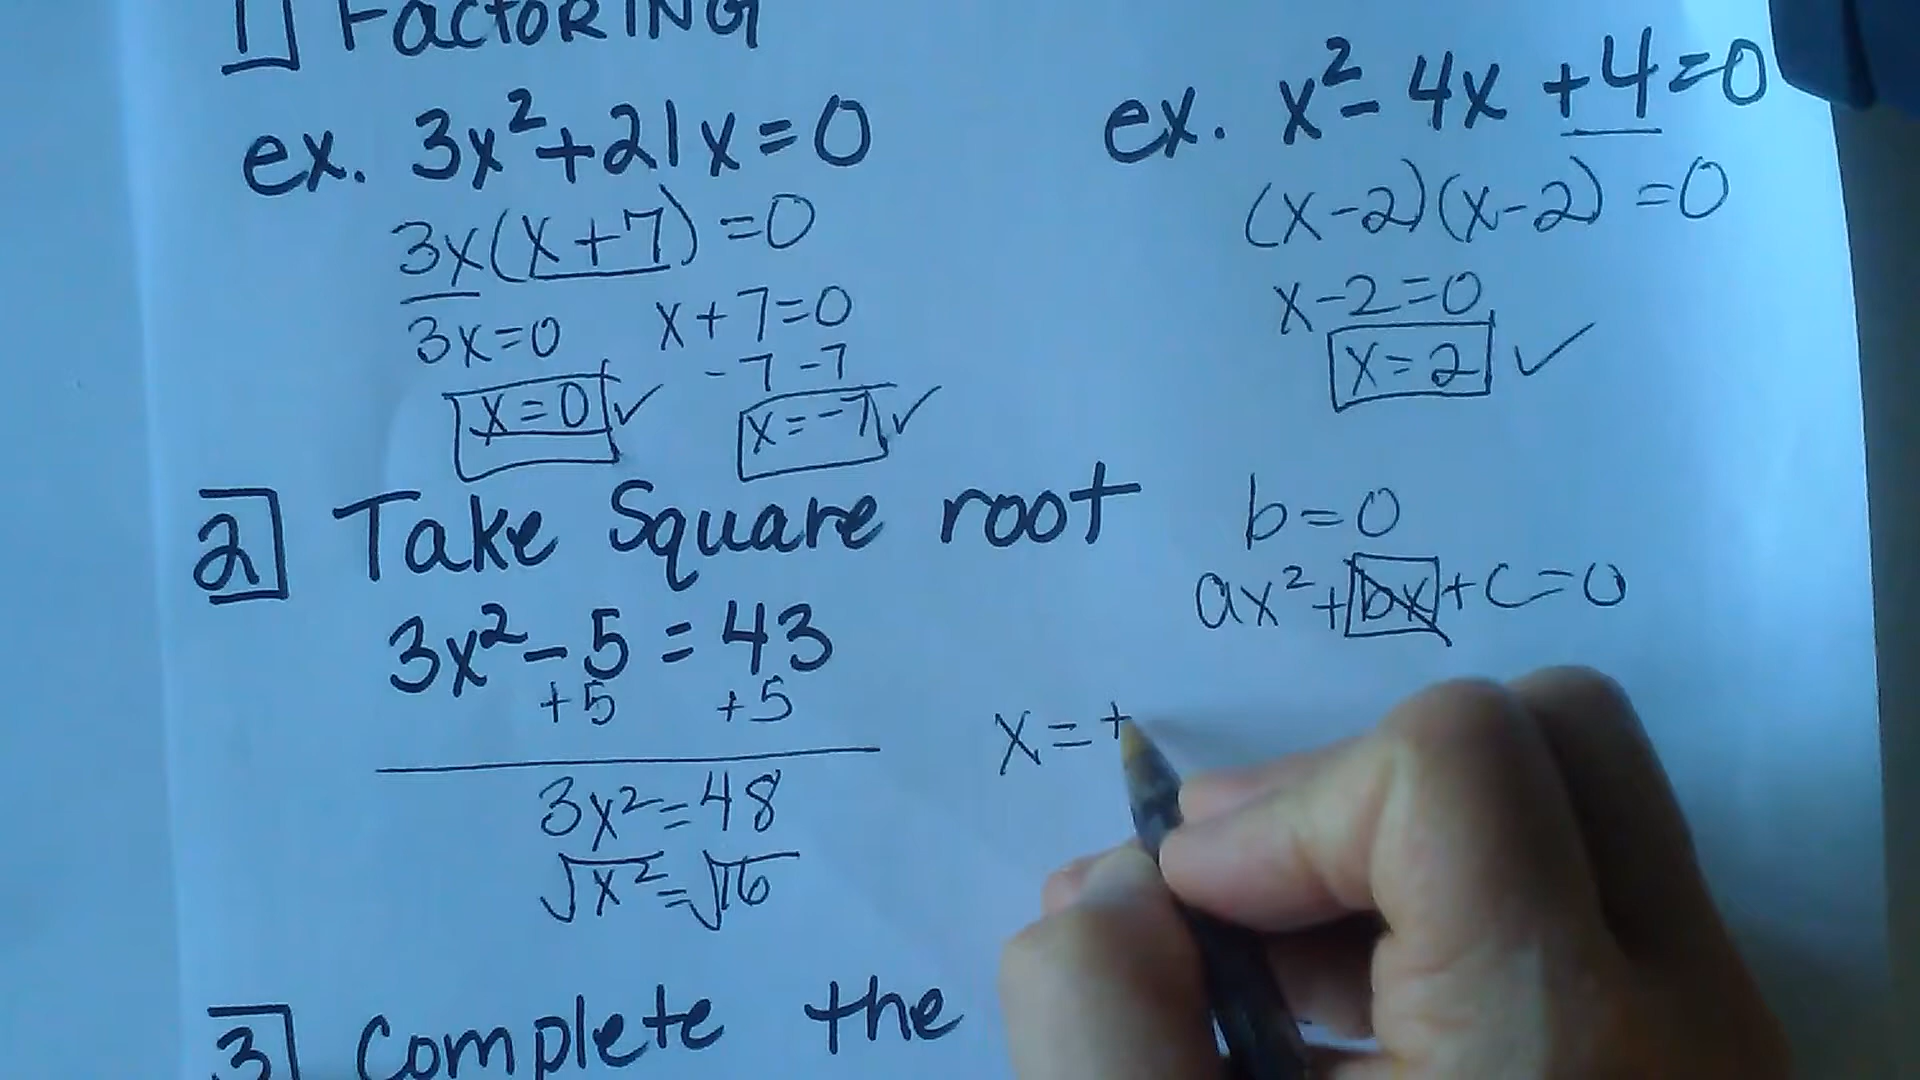 1] FACTORING
ex. 3x²+21x=0
3x(x+7)=0
3x=0 x+7=0
-7 -7
x=0 ✓ x=-7 ✓
ex. x²-4x+4=0
(x-2)(x-2)=0
x-2=0
x=2 ✓
2] Take Square root
b=0
ax²+bx+c=0
3x²-5=43
+5 +5
3x²=48
√x²=√16
x=+
3] Complete the